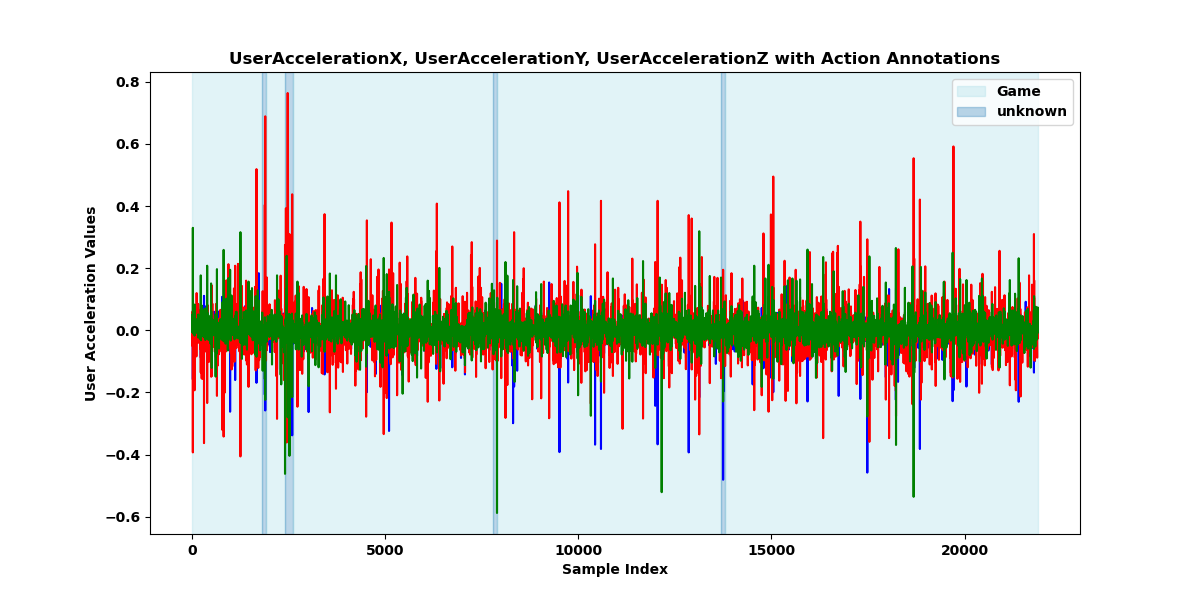 UserAccelerationX, UserAccelerationY, UserAccelerationZ with Action Annotations
Game
unknown
User Acceleration Values
0.8
0.6
0.4
0.2
0.0
−0.2
−0.4
−0.6
0
5000
10000
15000
20000
Sample Index